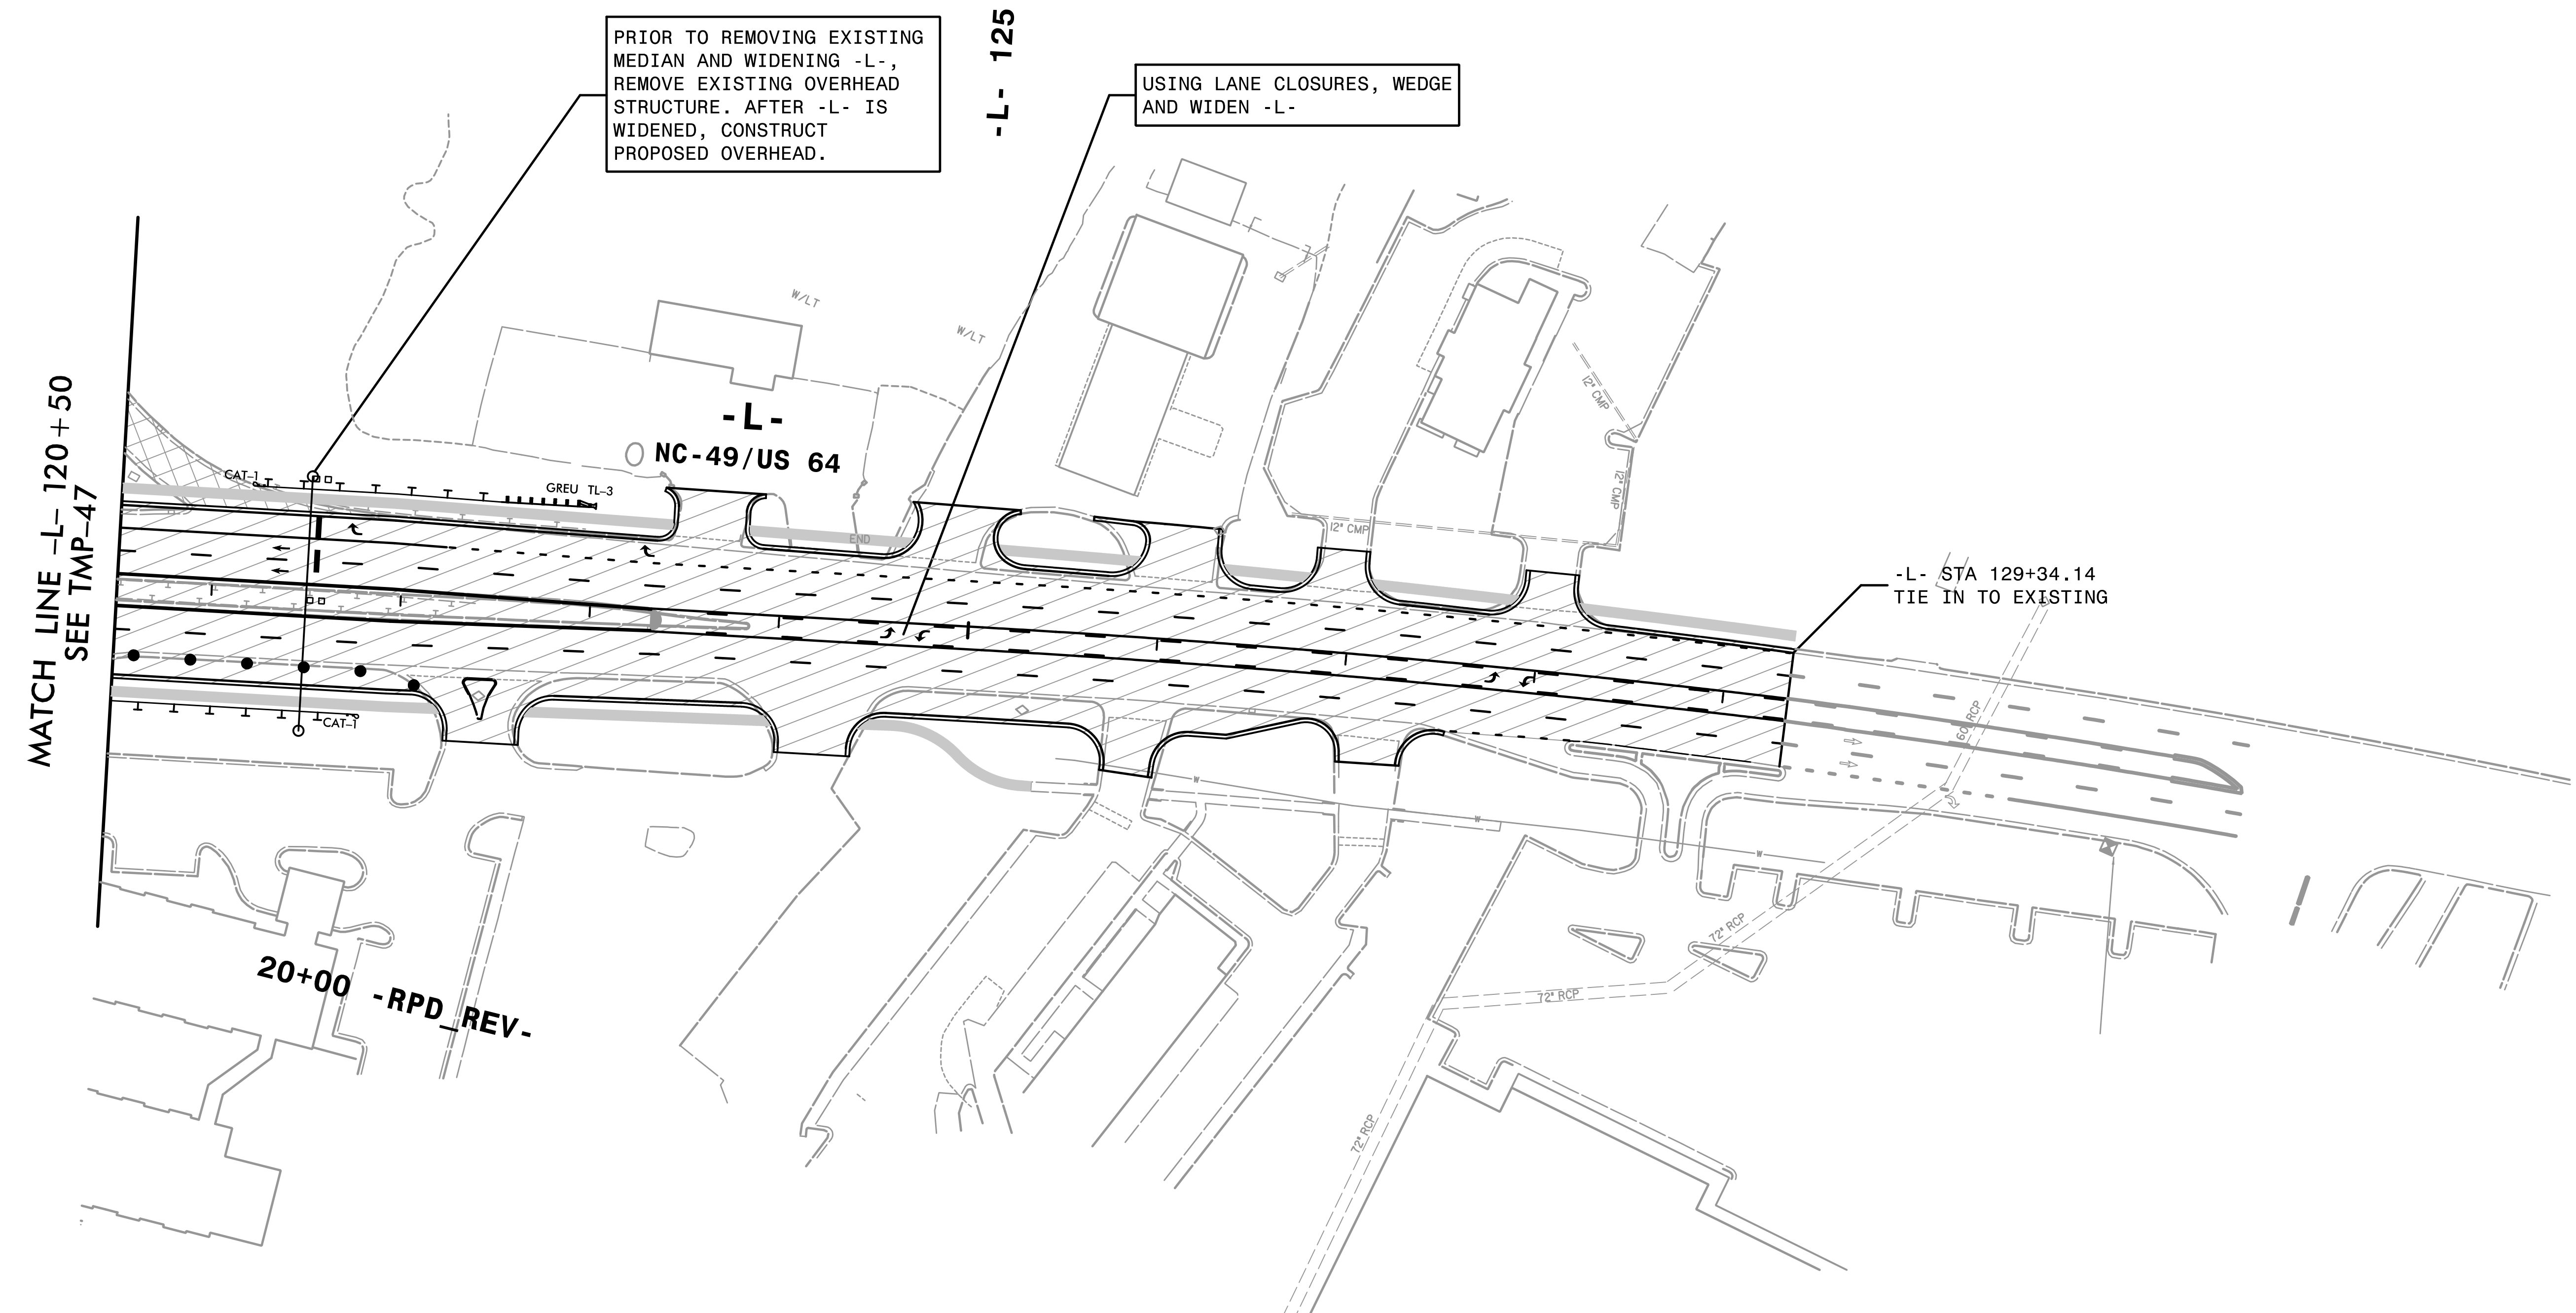 PRIOR TO REMOVING EXISTING
MEDIAN AND WIDENING -L-,
REMOVE EXISTING OVERHEAD
STRUCTURE. AFTER -L- IS
WIDENED, CONSTRUCT
PROPOSED OVERHEAD.
-L- 125
USING LANE CLOSURES, WEDGE
AND WIDEN -L-
W/LT
W/LT
12" CMP
12" CMP
12" CMP
-L-
NC-49/US 64
MATCH LINE -L- 120+50
SEE TMP-47
CAT-1
GREU TL-3
END
-L- STA 129+34.14
TIE IN TO EXISTING
60" RCP
CAT-1
W
W
W
72" RCP
72" RCP
72" RCP
20+00 -RPD_REV-